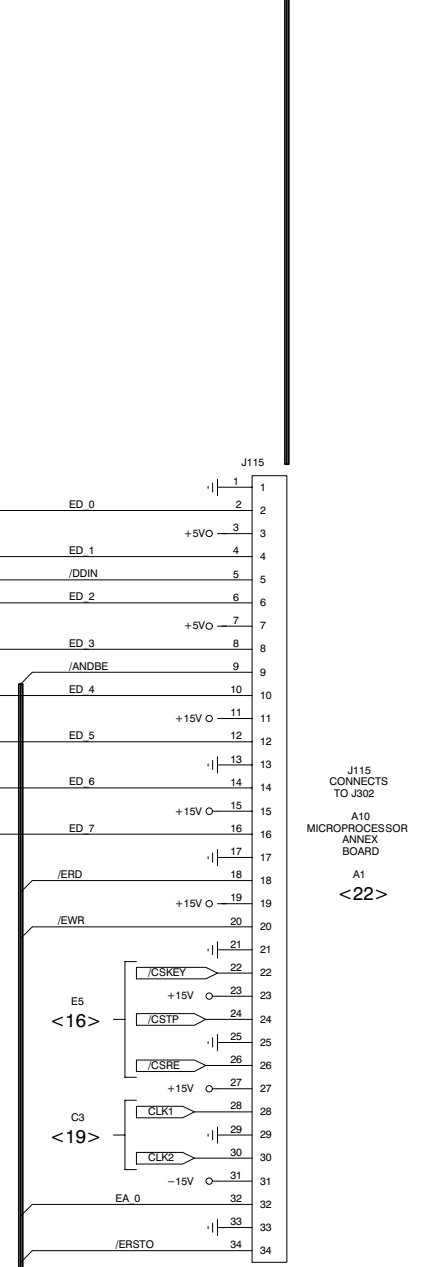 J115
1 1
ED_0 2 2
+5V 3 3
ED_1 4 4
/DDIN 5 5
ED_2 6 6
+5V 7 7
ED_3 8 8
/ANDBE 9 9
ED_4 10 10
+15V 11 11
ED_5 12 12
13 13
ED_6 14 14
+15V 15 15
ED_7 16 16
17 17
/ERD 18 18
+15V 19 19
/EWR 20 20
21 21
/CSKEY 22 22
+15V 23 23
/CSTP 24 24
25 25
/CSRE 26 26
+15V 27 27
CLK1 28 28
29 29
CLK2 30 30
−15V 31 31
EA_0 32 32
33 33
/ERSTO 34 34
E5
<16>
C3
<19>
J115
CONNECTS
TO J302
A10
MICROPROCESSOR
ANNEX
BOARD
A1
<22>